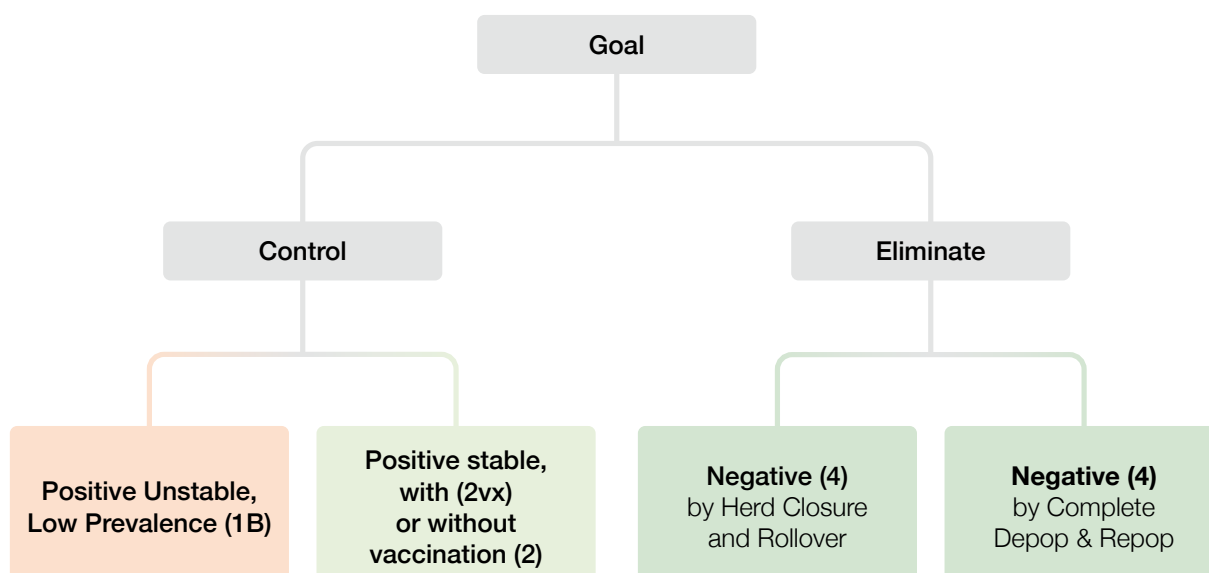 Goal
Control
Eliminate
Positive Unstable,
Low Prevalence (1B)
Positive stable,
with (2vx)
or without
vaccination (2)
Negative (4)
by Herd Closure
and Rollover
Negative (4)
by Complete
Depop & Repop